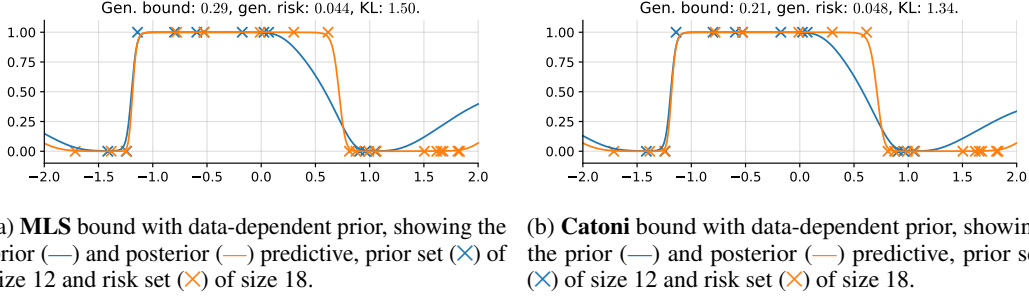 Gen. bound: 0.29, gen. risk: 0.044, KL: 1.50.
1.00
0.75
0.50
0.25
0.00
−2.0 −1.5 −1.0 −0.5 0.0 0.5 1.0 1.5 2.0
a) MLS bound with data-dependent prior, showing the
rior (—) and posterior (—) predictive, prior set (×) of
ize 12 and risk set (×) of size 18.
Gen. bound: 0.21, gen. risk: 0.048, KL: 1.34.
1.00
0.75
0.50
0.25
0.00
−2.0 −1.5 −1.0 −0.5 0.0 0.5 1.0 1.5 2.0
(b) Catoni bound with data-dependent prior, showin
the prior (—) and posterior (—) predictive, prior se
(×) of size 12 and risk set (×) of size 18.